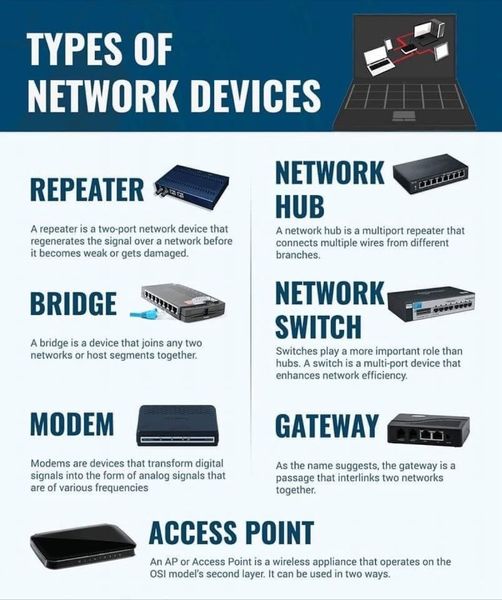 TYPES OF
NETWORK DEVICES
REPEATER
A repeater is a two-port network device that
regenerates the signal over a network before
it becomes weak or gets damaged.
NETWORK
HUB
A network hub is a multiport repeater that
connects multiple wires from different
branches.
BRIDGE
A bridge is a device that joins any two
networks or host segments together.
NETWORK
SWITCH
Switches play a more important role than
hubs. A switch is a multi-port device that
enhances network efficiency.
MODEM
Modems are devices that transform digital
signals into the form of analog signals that
are of various frequencies
GATEWAY
As the name suggests, the gateway is a
passage that interlinks two networks
together.
ACCESS POINT
An AP or Access Point is a wireless appliance that operates on the
OSI model's second layer. It can be used in two ways.